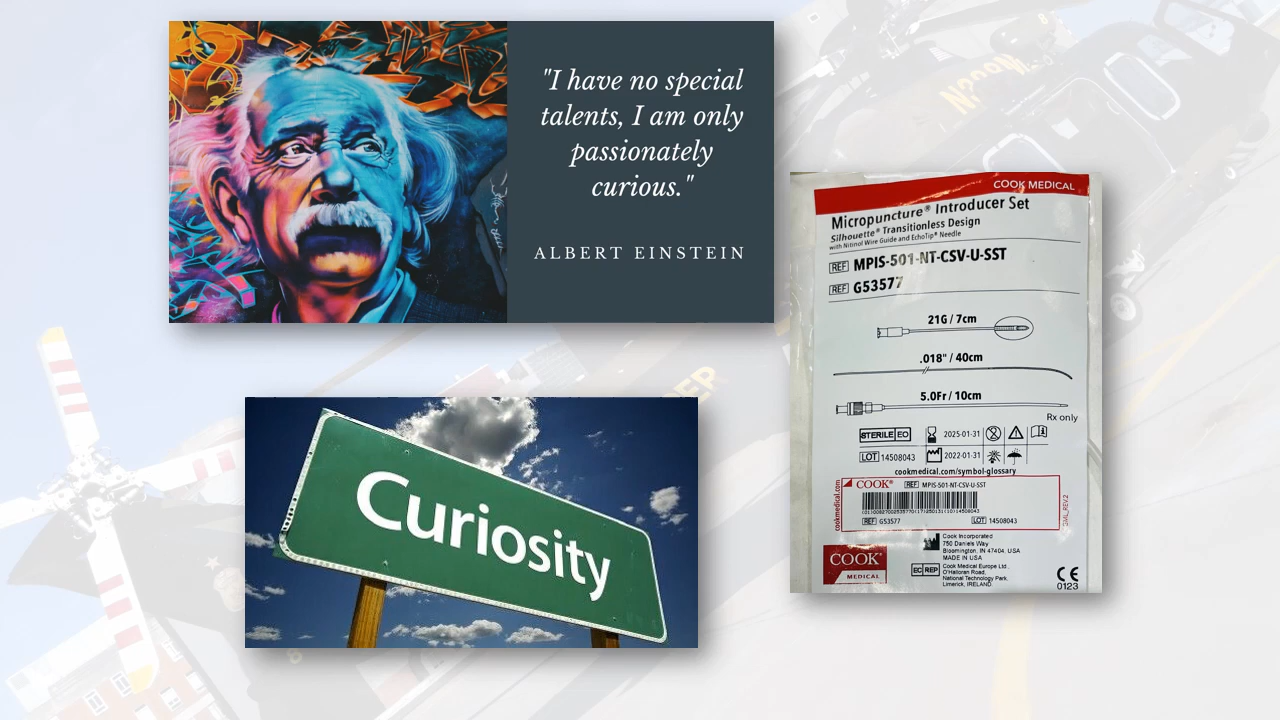 "I have no special
talents, I am only
passionately
curious."
ALBERT EINSTEIN
COOK MEDICAL
Micropuncture® Introducer Set
Silhouette® Transitionless Design
with Nitinol Wire Guide and EchoTip® Needle
REF MPIS-501-NT-CSV-U-SST
REF G53577
21G / 7cm
.018" / 40cm
5.0Fr / 10cm
Rx only
STERILE EO 2025-01-31
LOT 14508043 2022-01-31
cookmedical.com/symbol-glossary
cookmedical.com
COOK® REF MPIS-501-NT-CSV-U-SST
REF G53577 LOT 14508043
COOK®
MEDICAL
Cook Incorporated
750 Daniels Way
Bloomington, IN 47404, USA
MADE IN USA
EC REP Cook Medical Europe Ltd.,
O'Halloran Road,
National Technology Park,
Limerick, IRELAND
CE
0123
Curiosity